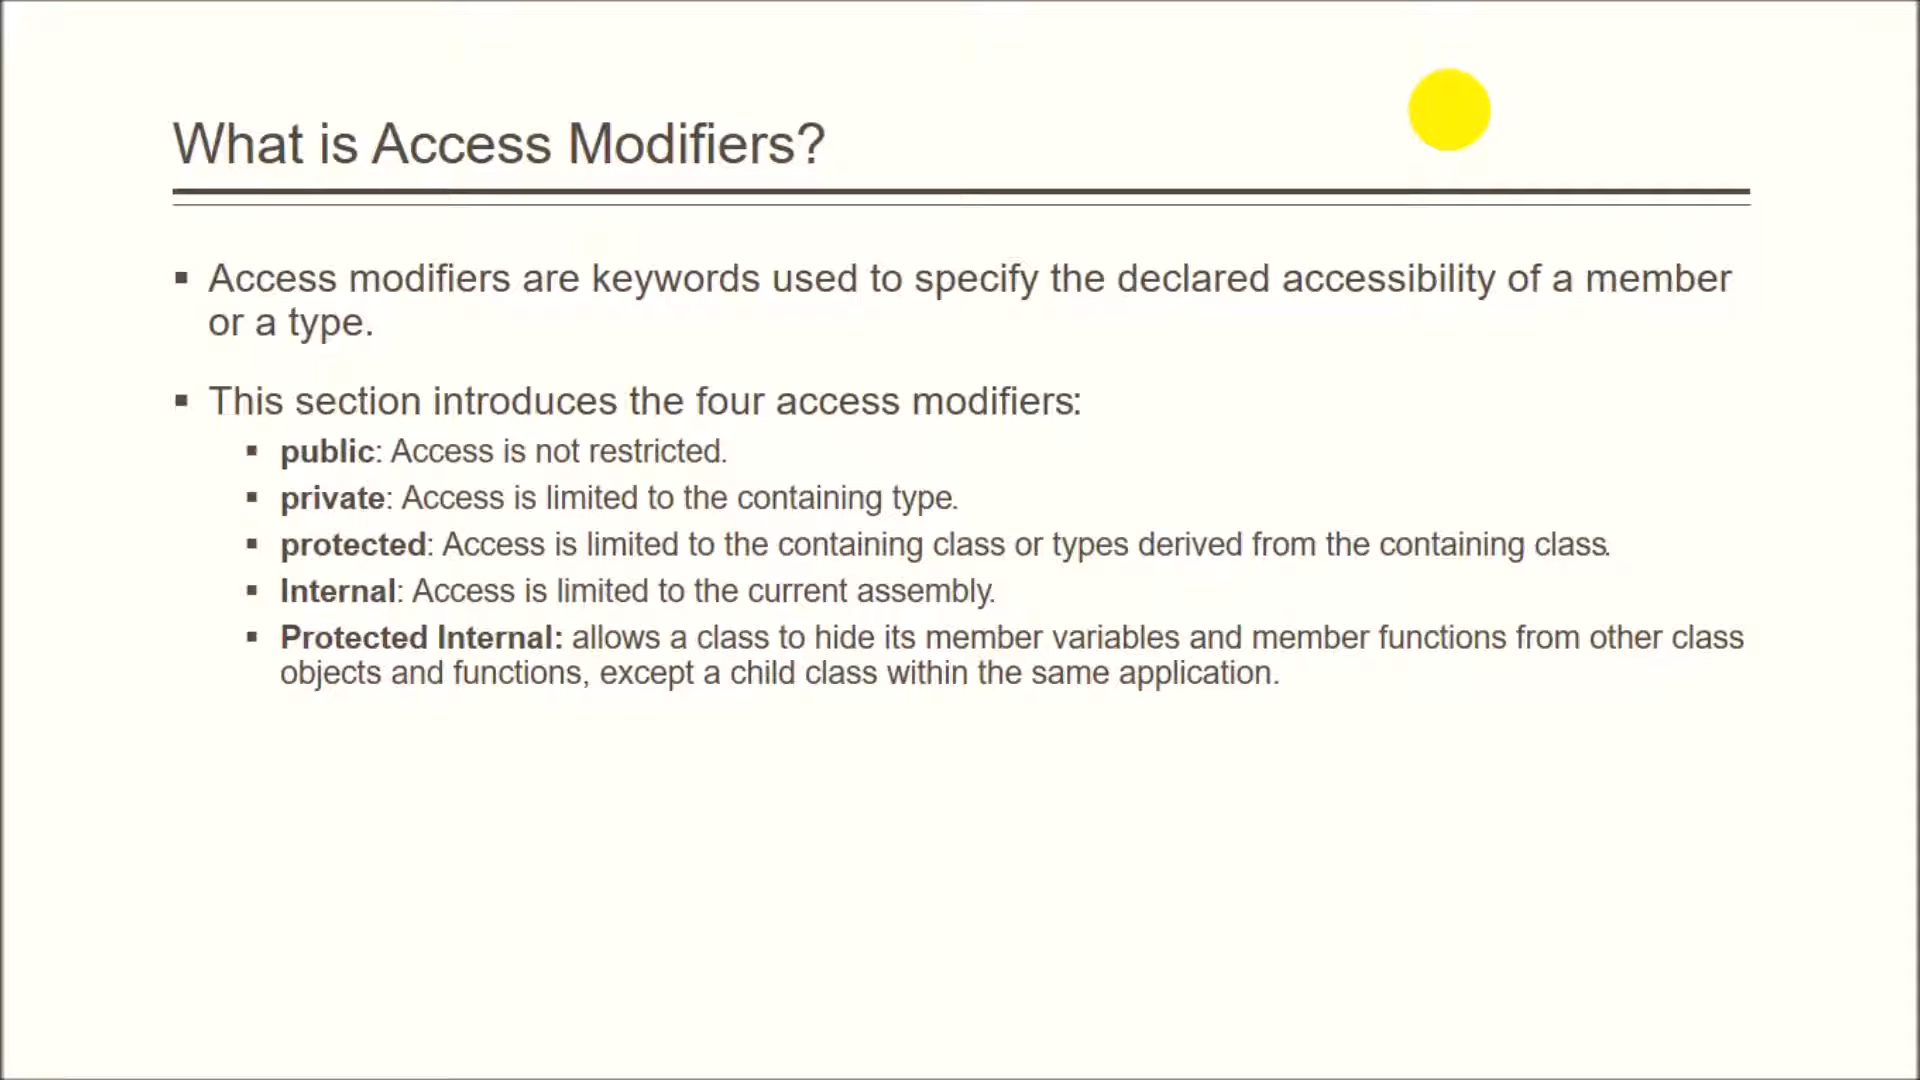 What is Access Modifiers?
▪ Access modifiers are keywords used to specify the declared accessibility of a member
or a type.
▪ This section introduces the four access modifiers:
▪ public: Access is not restricted.
▪ private: Access is limited to the containing type.
▪ protected: Access is limited to the containing class or types derived from the containing class.
▪ Internal: Access is limited to the current assembly.
▪ Protected Internal: allows a class to hide its member variables and member functions from other class
objects and functions, except a child class within the same application.